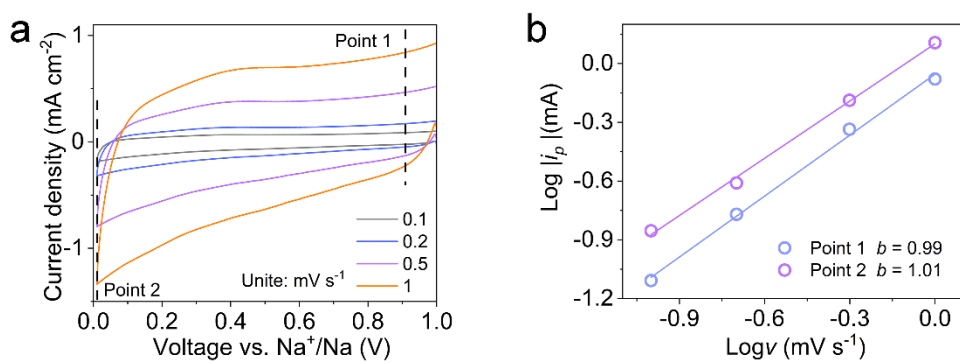 a
Current density (mA cm⁻²)
1
0
-1
Point 1
Point 2
Unite: mV s⁻¹
0.1
0.2
0.5
1
0.0 0.2 0.4 0.6 0.8 1.0
Voltage vs. Na⁺/Na (V)
b
Log |iₚ|(mA)
0.0
-0.3
-0.6
-0.9
-1.2
Point 1 b = 0.99
Point 2 b = 1.01
-0.9 -0.6 -0.3 0.0
Logv (mV s⁻¹)